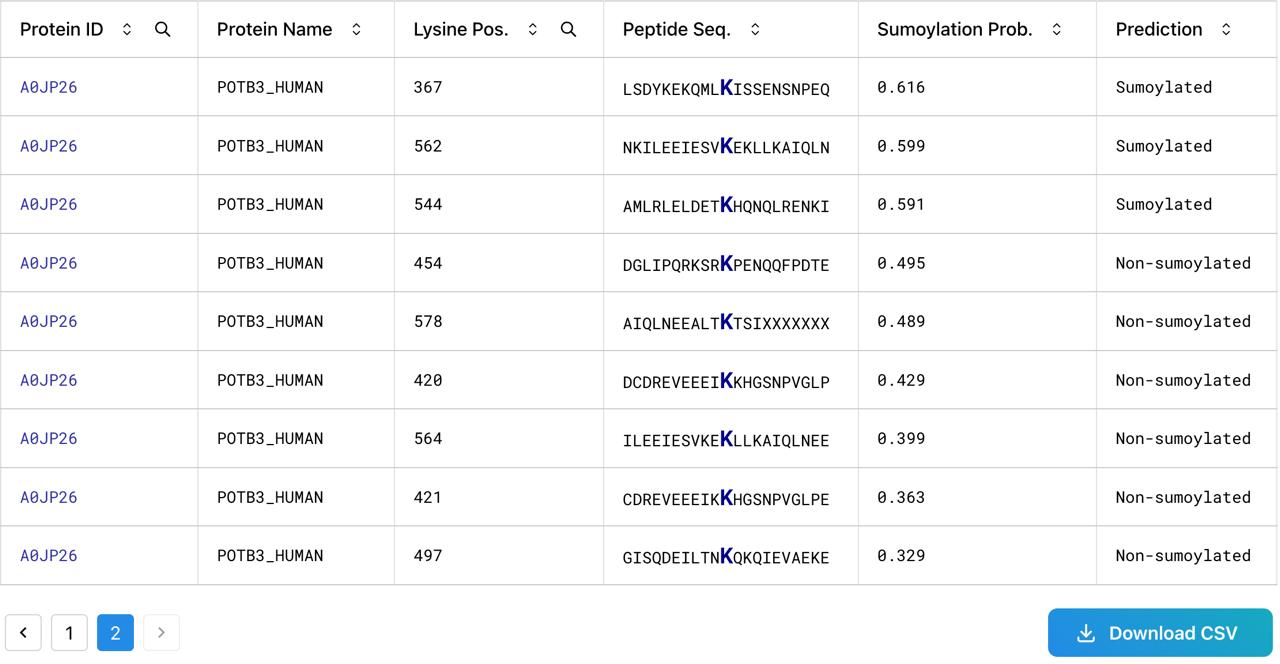 Protein ID Protein Name Lysine Pos. Peptide Seq. Sumoylation Prob. Prediction
A0JP26 POTB3_HUMAN 367 LSDYKEKQMLKISSENSNPEQ 0.616 Sumoylated
A0JP26 POTB3_HUMAN 562 NKILEEIESVKEKLLKAIQLN 0.599 Sumoylated
A0JP26 POTB3_HUMAN 544 AMLRLELDETKHQNQLRENKI 0.591 Sumoylated
A0JP26 POTB3_HUMAN 454 DGLIPQRKSRKPENQQFPDTE 0.495 Non-sumoylated
A0JP26 POTB3_HUMAN 578 AIQLNEEALTKTSIXXXXXXX 0.489 Non-sumoylated
A0JP26 POTB3_HUMAN 420 DCDREVEEEIKKHGSNPVGLP 0.429 Non-sumoylated
A0JP26 POTB3_HUMAN 564 ILEEIESVKEKLLKAIQLNEE 0.399 Non-sumoylated
A0JP26 POTB3_HUMAN 421 CDREVEEEIKKHGSNPVGLPE 0.363 Non-sumoylated
A0JP26 POTB3_HUMAN 497 GISQDEILTNKQKQIEVAEKE 0.329 Non-sumoylated
1 2 Download CSV